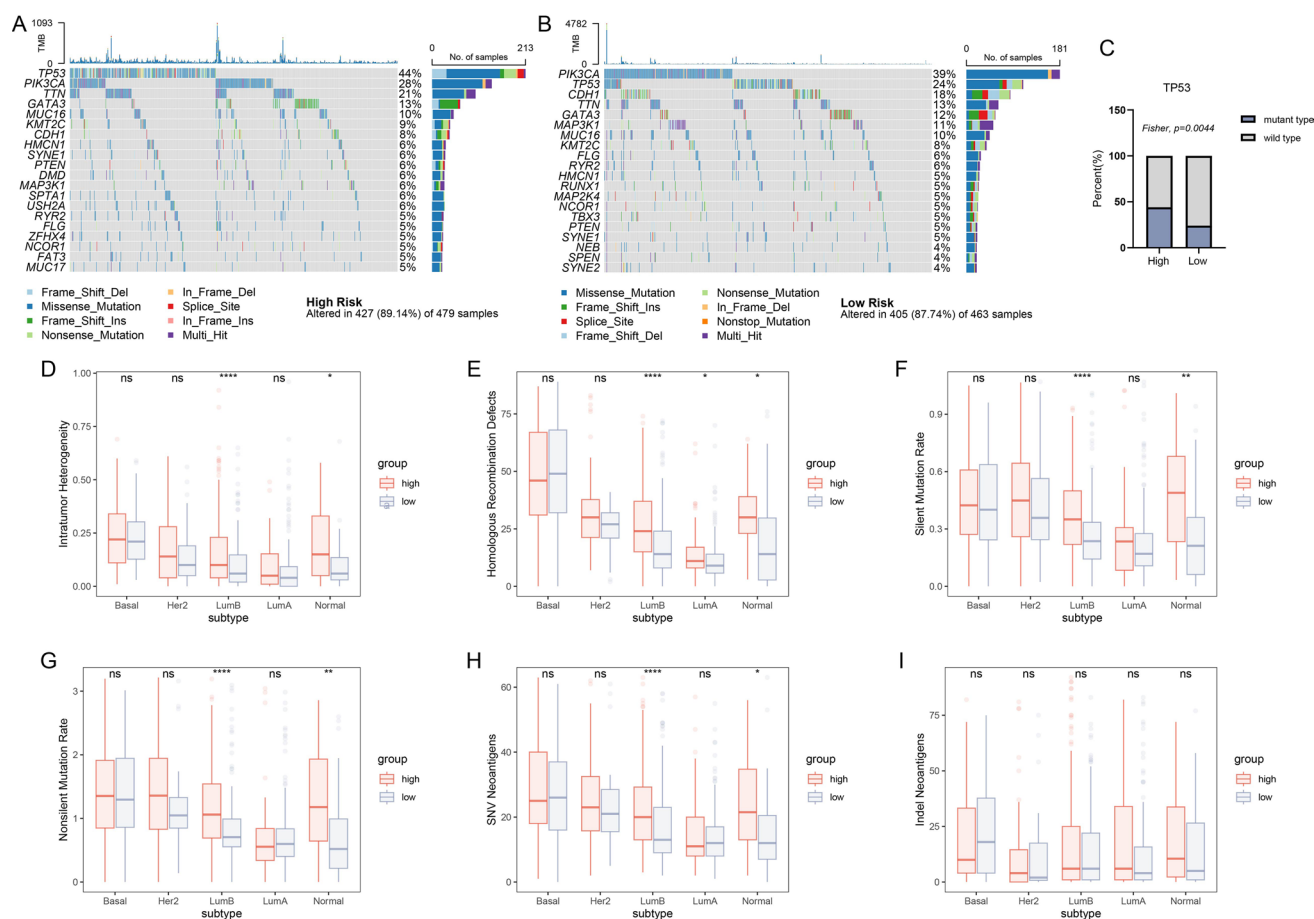 A
1093
TMB
0
0 213
No. of samples
TP53 44%
PIK3CA 28%
TTN 21%
GATA3 13%
MUC16 10%
KMT2C 9%
CDH1 8%
HMCN1 6%
SYNE1 6%
PTEN 6%
DMD 6%
MAP3K1 6%
SPTA1 6%
USH2A 6%
RYR2 5%
FLG 5%
ZFHX4 5%
NCOR1 5%
FAT3 5%
MUC17 5%
Frame_Shift_Del
Missense_Mutation
Frame_Shift_Ins
Nonsense_Mutation
In_Frame_Del
Splice_Site
In_Frame_Ins
Multi_Hit
High Risk
Altered in 427 (89.14%) of 479 samples
B
4782
TMB
0
0 181
No. of samples
PIK3CA 39%
TP53 24%
CDH1 18%
TTN 13%
GATA3 12%
MAP3K1 11%
MUC16 10%
KMT2C 8%
FLG 6%
RYR2 6%
HMCN1 5%
RUNX1 5%
MAP2K4 5%
NCOR1 5%
TBX3 5%
PTEN 5%
SYNE1 5%
NEB 4%
SPEN 4%
SYNE2 4%
Missense_Mutation
Frame_Shift_Ins
Splice_Site
Frame_Shift_Del
Nonsense_Mutation
In_Frame_Del
Nonstop_Mutation
Multi_Hit
Low Risk
Altered in 405 (87.74%) of 463 samples
C
TP53
150
100
50
0
Percent(%)
Fisher, p=0.0044
High Low
mutant type
wild type
D
ns ns **** ns *
1.00
0.75
0.50
0.25
0.00
Intratumor Heterogeneity
Basal Her2 LumB LumA Normal
subtype
group
high
low
E
ns ns **** * *
75
50
25
0
Homologous Recombination Defects
Basal Her2 LumB LumA Normal
subtype
group
high
low
F
ns ns **** ns **
0.9
0.6
0.3
0.0
Silent Mutation Rate
Basal Her2 LumB LumA Normal
subtype
group
high
low
G
ns ns **** ns **
3
2
1
0
Nonsilent Mutation Rate
Basal Her2 LumB LumA Normal
subtype
group
high
low
H
ns ns **** ns *
60
40
20
0
SNV Neoantigens
Basal Her2 LumB LumA Normal
subtype
group
high
low
I
ns ns ns ns ns
75
50
25
0
Indel Neoantigens
Basal Her2 LumB LumA Normal
subtype
group
high
low